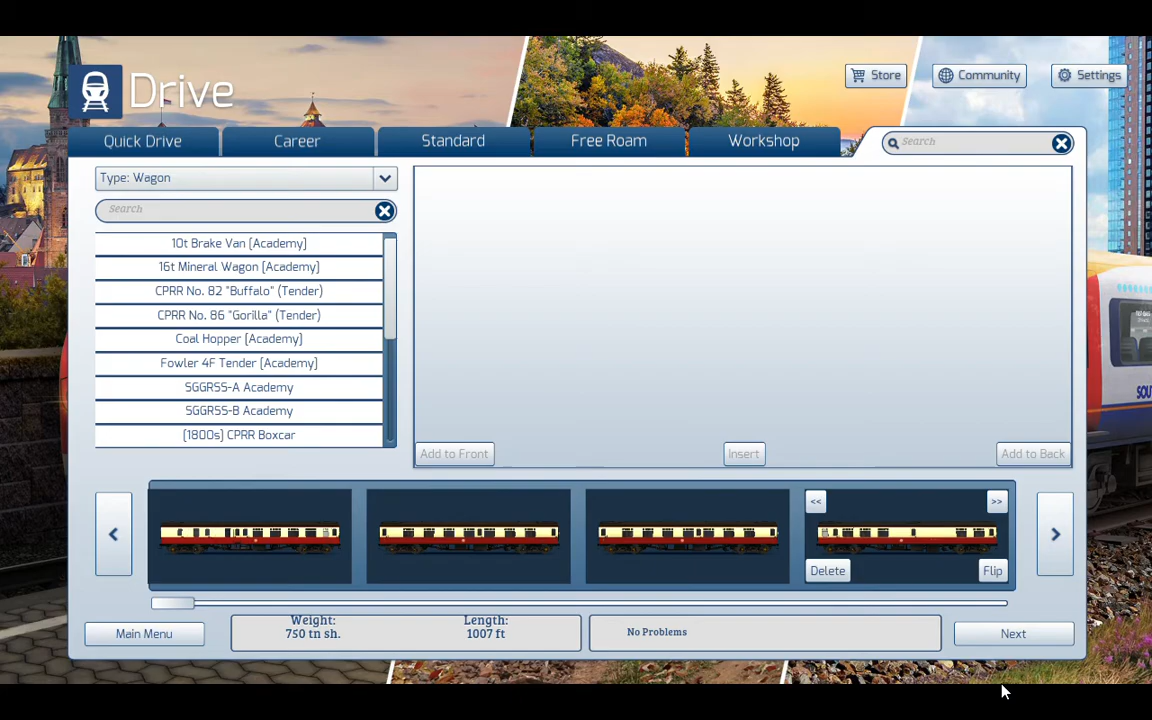 Drive
Store
Community
Settings
Quick Drive
Career
Standard
Free Roam
Workshop
Search
Type: Wagon
Search
10t Brake Van [Academy]
16t Mineral Wagon [Academy]
CPRR No. 82 "Buffalo" (Tender)
CPRR No. 86 "Gorilla" (Tender)
Coal Hopper [Academy]
Fowler 4F Tender [Academy]
SGGRSS-A Academy
SGGRSS-B Academy
[1800s] CPRR Boxcar
Add to Front
Insert
Add to Back
<<
>>
Delete
Flip
Weight:
750 tn sh.
Length:
1007 ft
No Problems
Main Menu
Next